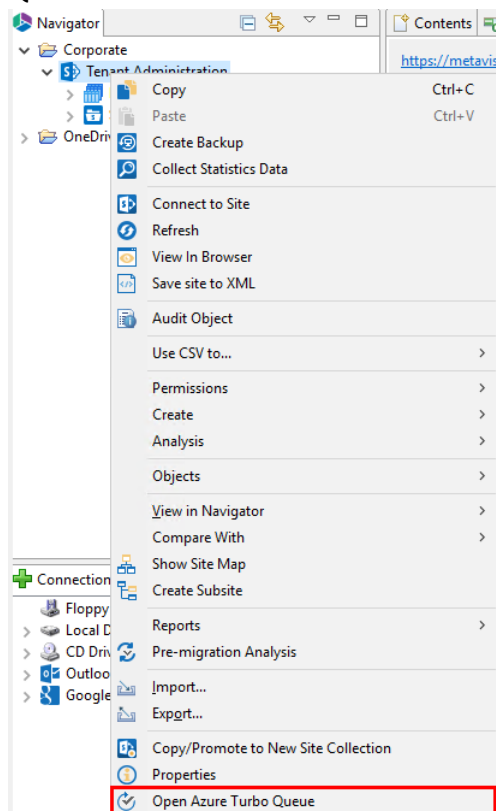 Navigator
Contents
Corporate
https://metavis
Tenant Administration
Copy Ctrl+C
Paste Ctrl+V
OneDriv
Create Backup
Collect Statistics Data
Connect to Site
Refresh
View In Browser
Save site to XML
Audit Object
Use CSV to...
Permissions
Create
Analysis
Objects
View in Navigator
Compare With
Show Site Map
Connection
Create Subsite
Floppy
Local D
Reports
CD Driv
Pre-migration Analysis
Outloo
Google
Import...
Export...
Copy/Promote to New Site Collection
Properties
Open Azure Turbo Queue